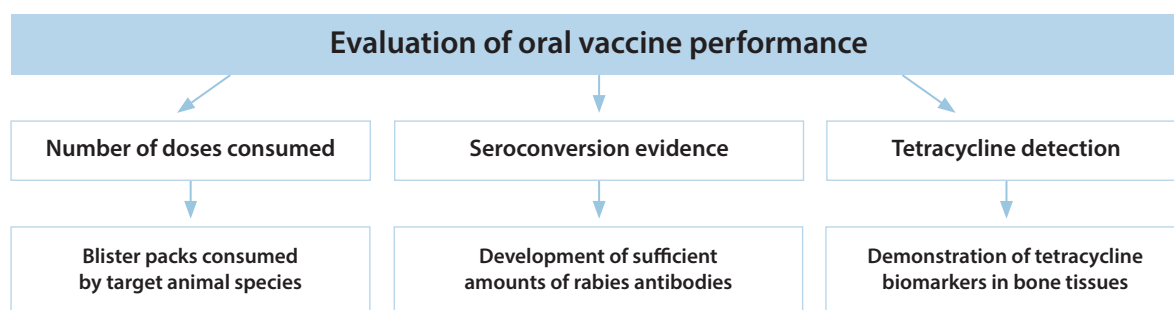 Evaluation of oral vaccine performance
Number of doses consumed
Seroconversion evidence
Tetracycline detection
Blister packs consumed
by target animal species
Development of sufficient
amounts of rabies antibodies
Demonstration of tetracycline
biomarkers in bone tissues